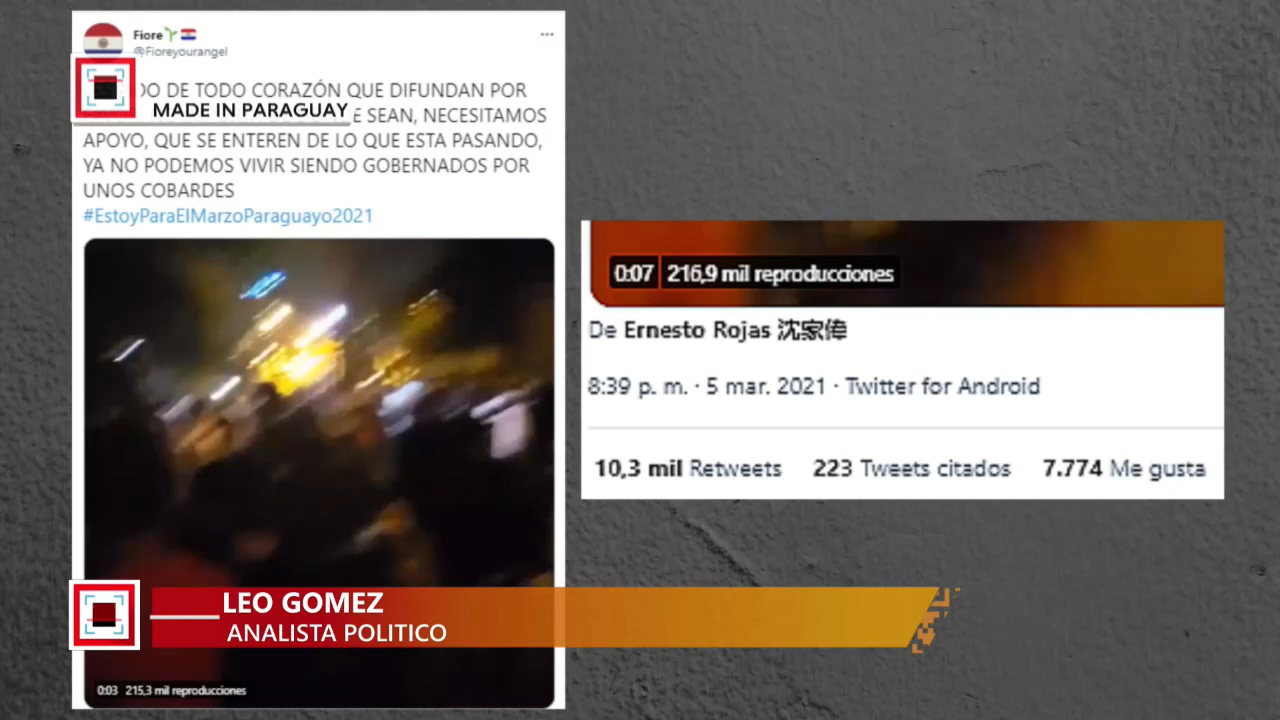 Fiore
@Fioreyourangel
DO DE TODO CORAZÓN QUE DIFUNDAN POR
MADE IN PARAGUAY
E SEAN, NECESITAMOS
APOYO, QUE SE ENTEREN DE LO QUE ESTA PASANDO,
YA NO PODEMOS VIVIR SIENDO GOBERNADOS POR
UNOS COBARDES
#EstoyParaElMarzoParaguayo2021
0:03 215,3 mil reproducciones
0:07 216,9 mil reproducciones
De Ernesto Rojas 沈家偉
8:39 p. m. · 5 mar. 2021 · Twitter for Android
10,3 mil Retweets 223 Tweets citados 7.774 Me gusta
LEO GOMEZ
ANALISTA POLITICO